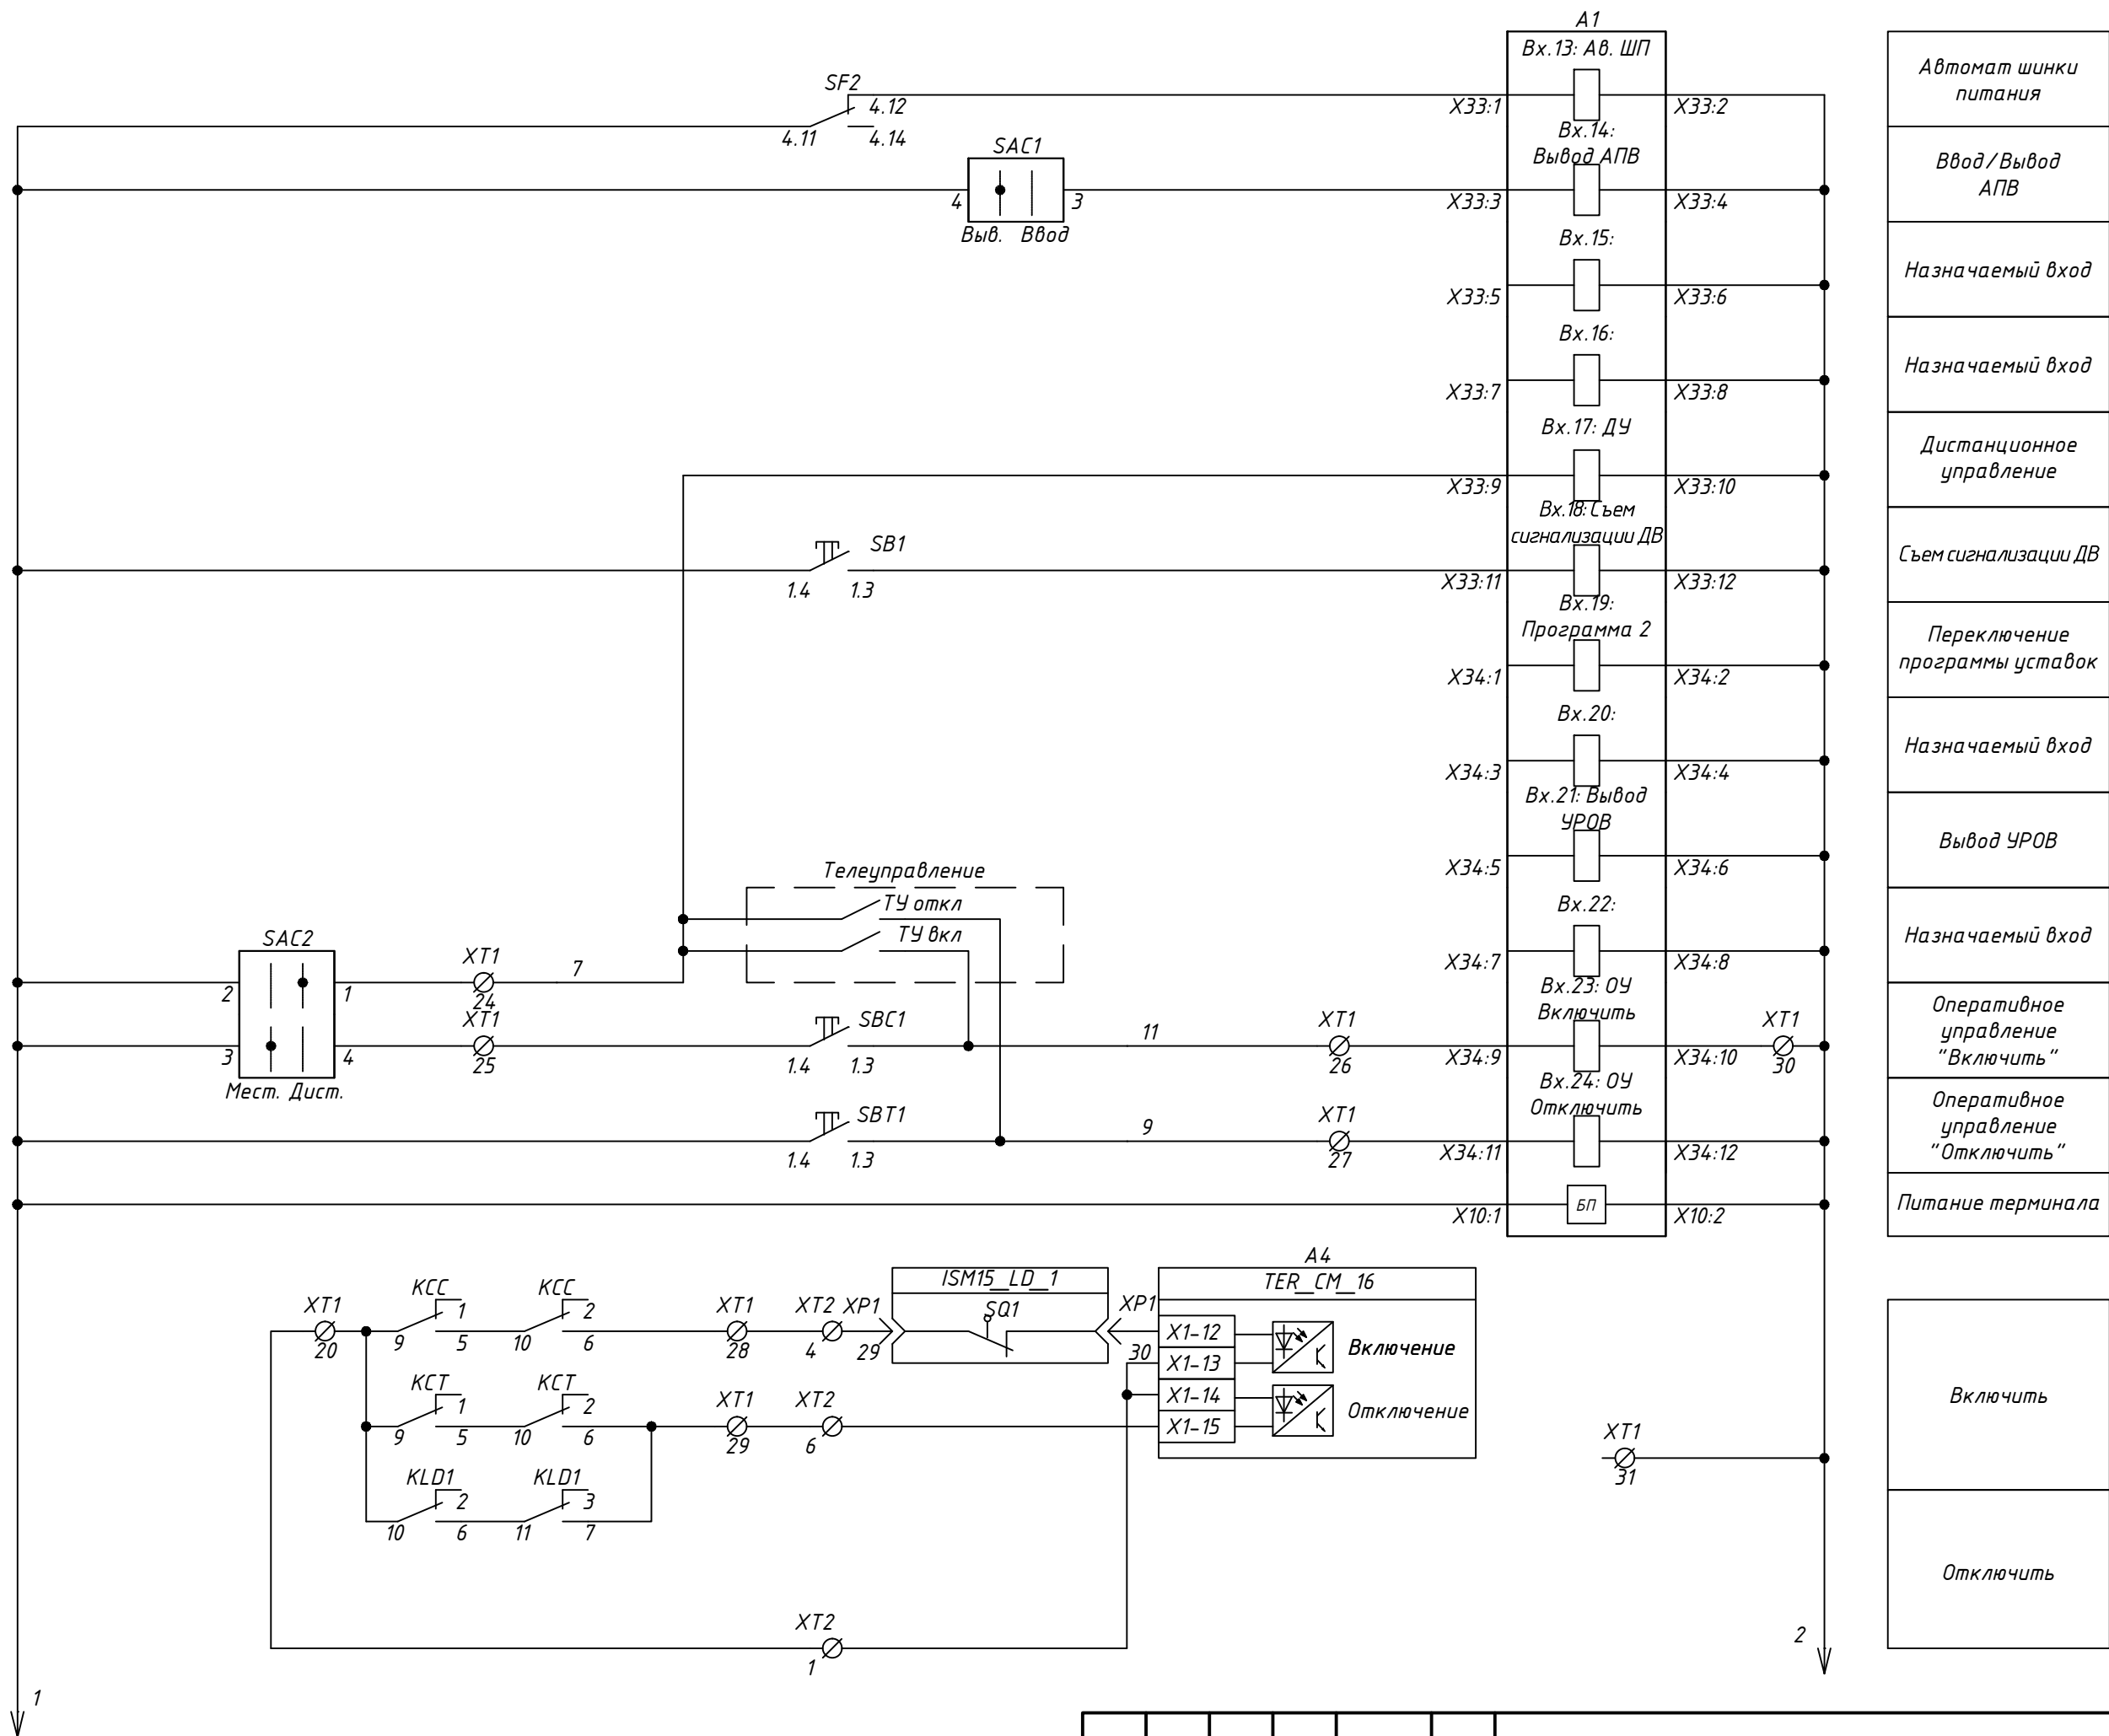 A1
Вх.13: Ав. ШП
Автомат шинки
питания
SF2
4.12
X33:1
X33:2
4.11
4.14
Вх.14:
Вывод АПВ
SAC1
Ввод/Вывод
АПВ
4
3
X33:3
X33:4
Выв. Ввод
Вх.15:
Назначаемый вход
X33:5
X33:6
Вх.16:
Назначаемый вход
X33:7
X33:8
Вх.17: ДУ
Дистанционное
управление
X33:9
X33:10
Вх.18: Съем
сигнализации ДВ
SB1
Съем сигнализации ДВ
1.4
1.3
X33:11
X33:12
Вх.19:
Программа 2
Переключение
программы уставок
X34:1
X34:2
Вх.20:
Назначаемый вход
X34:3
X34:4
Вх.21: Вывод
УРОВ
Вывод УРОВ
X34:5
X34:6
Телеуправление
ТУ откл
Вх.22:
ТУ вкл
Назначаемый вход
SAC2
XT1
7
X34:7
X34:8
2
1
24
Вх.23: ОУ
Включить
Оперативное
управление
"Включить"
XT1
SBC1
11
XT1
XT1
3
4
25
1.4
1.3
26
X34:9
X34:10
30
Мест. Дист.
Вх.24: ОУ
Отключить
Оперативное
управление
"Отключить"
SBT1
9
XT1
1.4
1.3
27
X34:11
X34:12
БП
Питание терминала
X10:1
X10:2
A4
ISM15_LD_1
TER_CM_16
KCC
KCC
XT1
1
2
XT1
XT2
XP1
SQ1
XP1
X1-12
Включение
20
9
5
10
6
28
4
29
30
X1-13
KCT
KCT
1
2
XT1
XT2
X1-14
Отключение
Включить
9
5
10
6
29
6
X1-15
XT1
31
KLD1
KLD1
2
3
10
6
11
7
Отключить
XT2
1
2
1